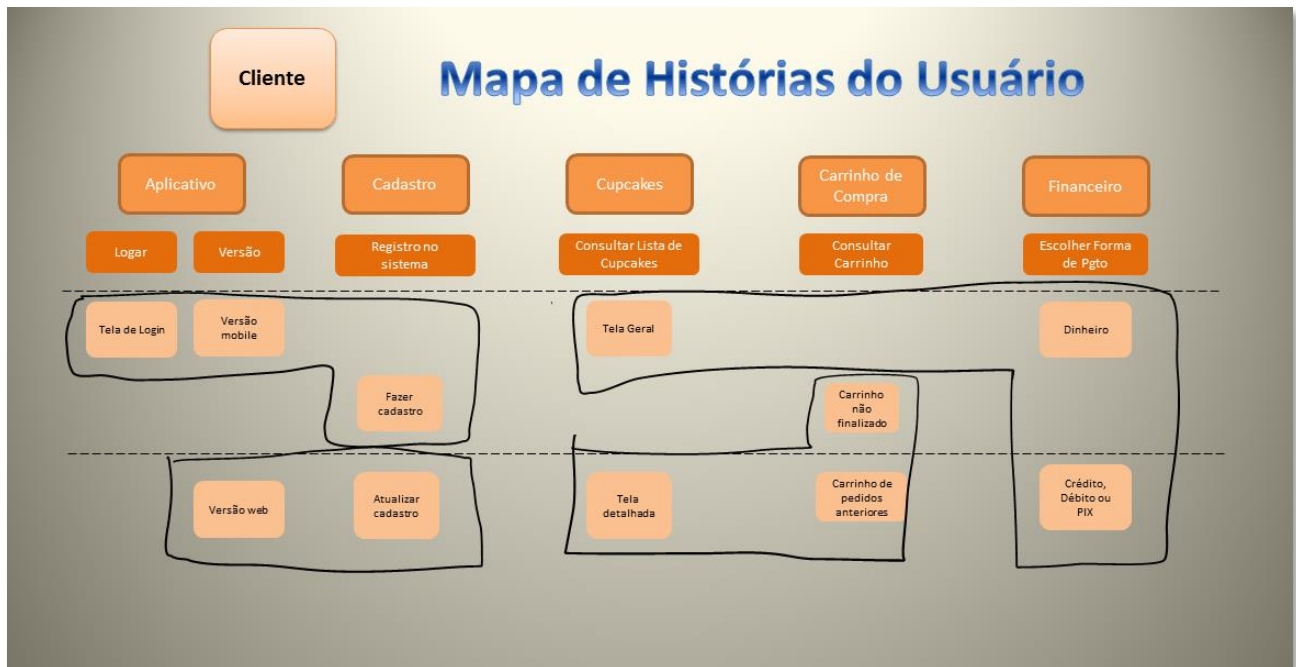 Cliente
Mapa de Histórias do Usuário
Aplicativo
Cadastro
Cupcakes
Carrinho de
Compra
Financeiro
Logar
Versão
Registro no
sistema
Consultar Lista de
Cupcakes
Consultar
Carrinho
Escolher Forma
de Pgto
Tela de Login
Versão
mobile
Tela Geral
Dinheiro
Fazer
cadastro
Carrinho
não
finalizado
Versão web
Atualizar
cadastro
Tela
detalhada
Carrinho de
pedidos
anteriores
Crédito,
Débito ou
PIX